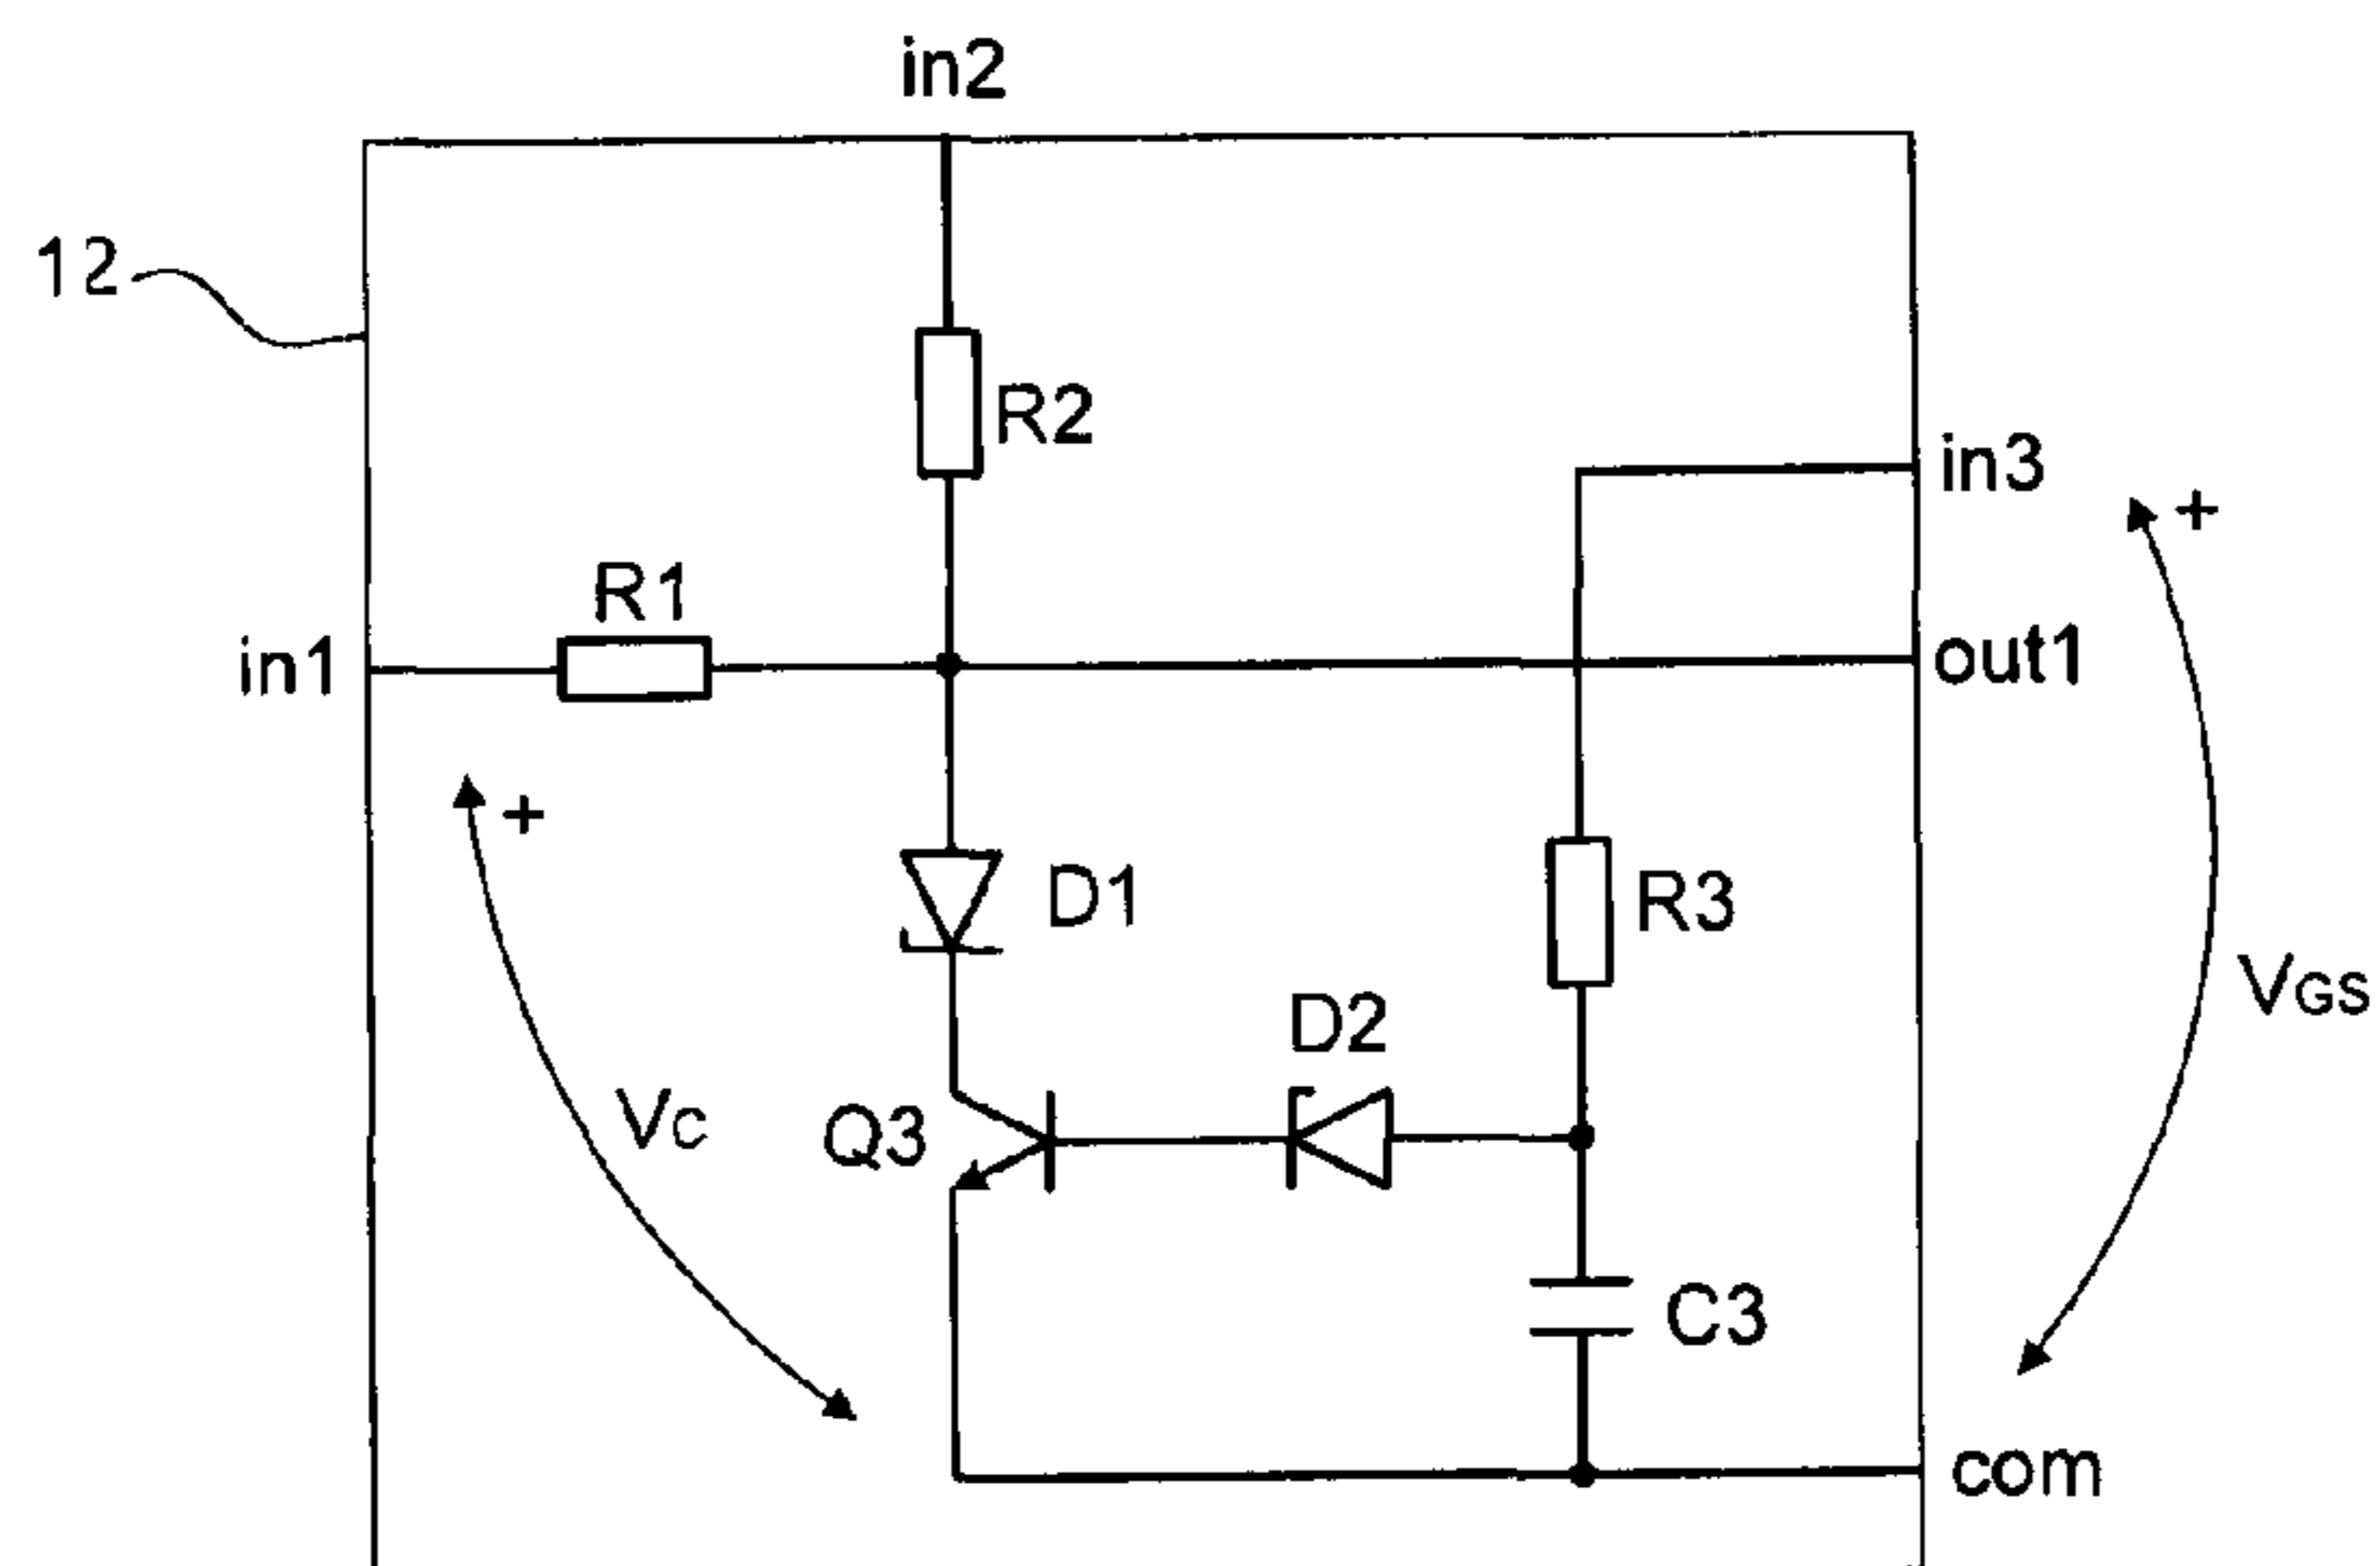 in2
12
R2
in3
+
R1
in1
out1
+
D1
R3
VGS
D2
VC
Q3
C3
com